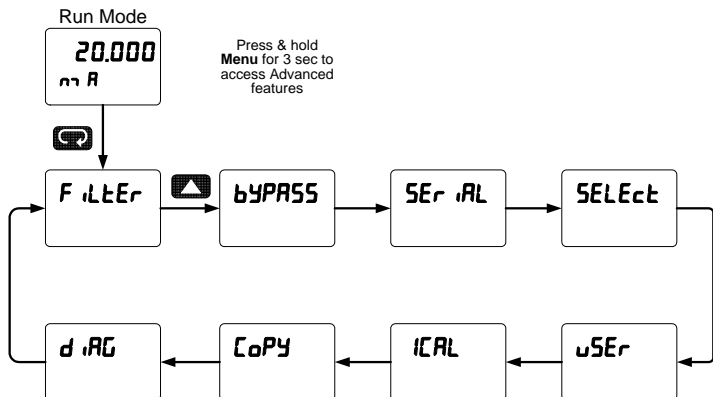 Run Mode
20.000
mA
Press & hold
Menu for 3 sec to
access Advanced
features
FiLtEr
bYPASS
SEriAL
SELEct
diAG
CoPY
ICAL
uSEr